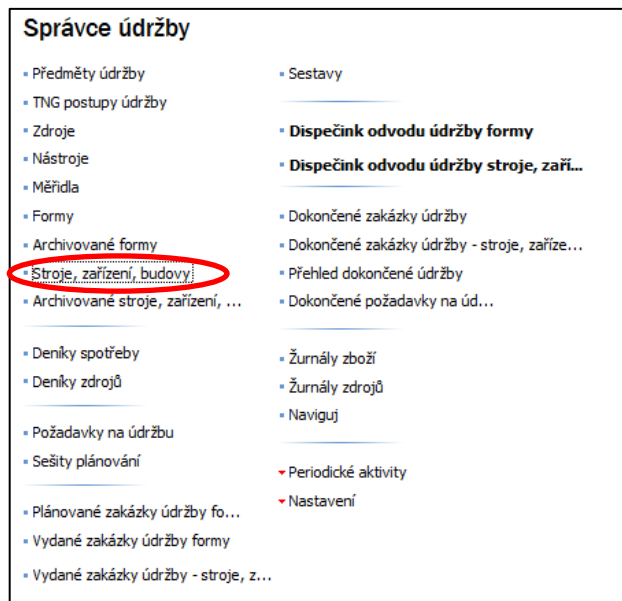 Správce údržby
Předměty údržby
TNG postupy údržby
Zdroje
Nástroje
Měřidla
Formy
Archivované formy
Stroje, zařízení, budovy
Archivované stroje, zařízení, ...
Deníky spotřeby
Deníky zdrojů
Požadavky na údržbu
Sešity plánování
Plánované zakázky údržby fo...
Vydané zakázky údržby formy
Vydané zakázky údržby - stroje, z...
Sestavy
Dispečink odvodu údržby formy
Dispečink odvodu údržby stroje, zaří...
Dokončené zakázky údržby
Dokončené zakázky údržby - stroje, zaříze...
Přehled dokončené údržby
Dokončené požadavky na úd...
Žurnály zboží
Žurnály zdrojů
Naviguj
Periodické aktivity
Nastavení